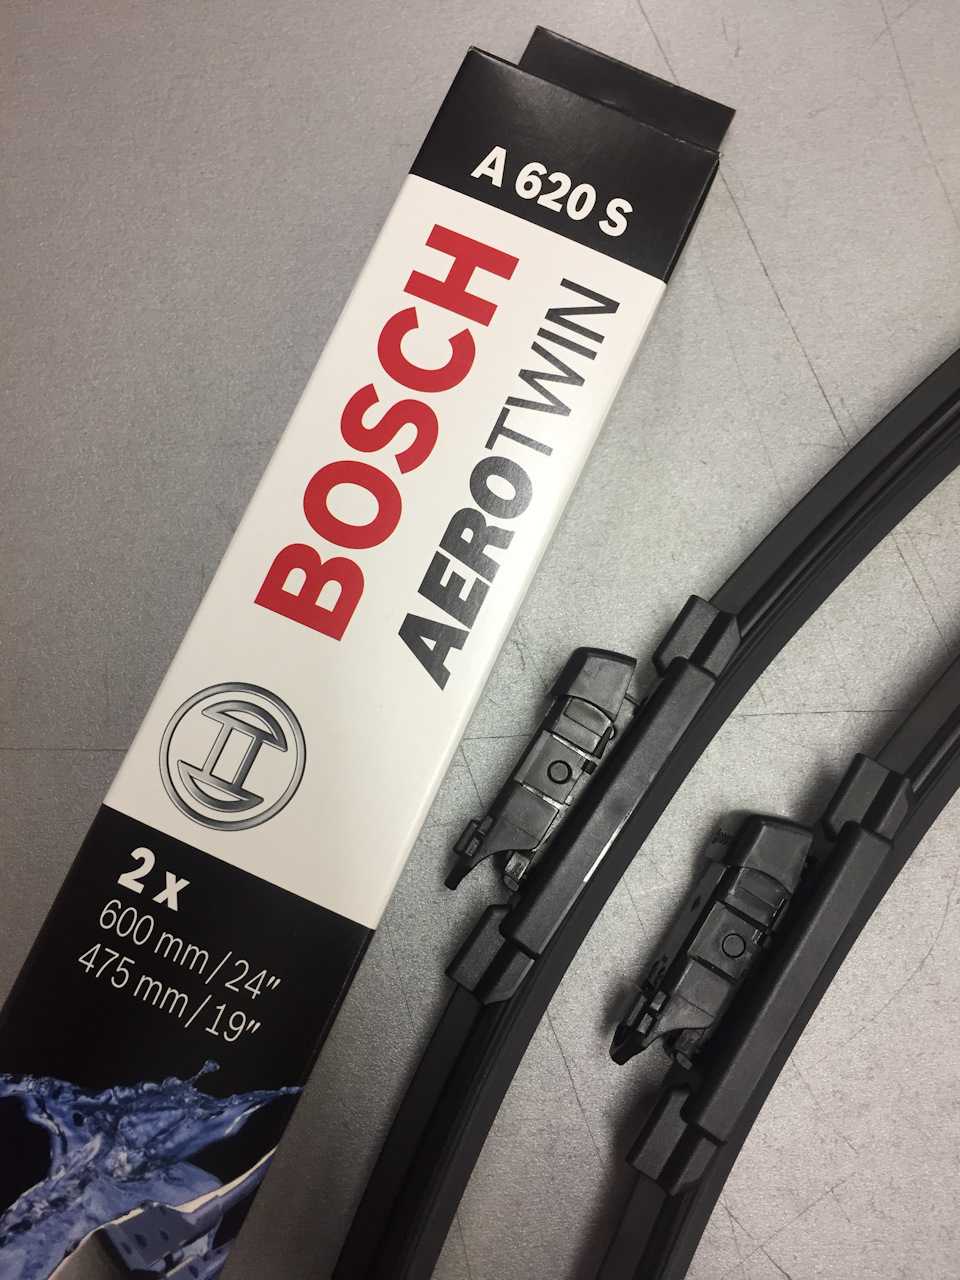 A 620 S
BOSCH
AEROTWIN
2 x
600 mm/24"
475 mm/19"